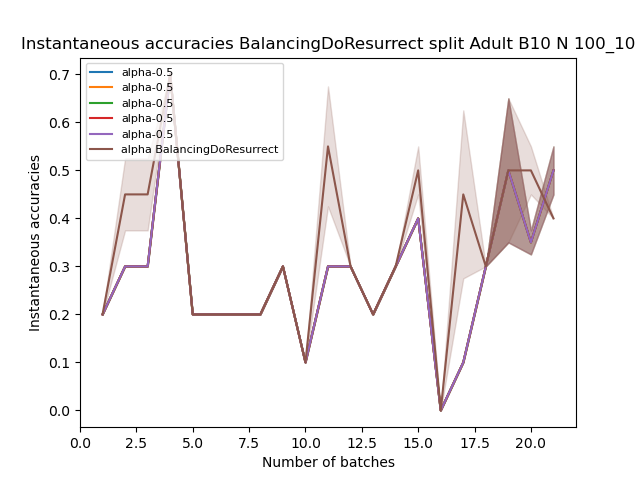 Instantaneous accuracies BalancingDoResurrect split Adult B10 N 100_10
0.7
0.6
0.5
0.4
0.3
0.2
0.1
0.0
Instantaneous accuracies
alpha-0.5
alpha-0.5
alpha-0.5
alpha-0.5
alpha-0.5
alpha BalancingDoResurrect
0.0 2.5 5.0 7.5 10.0 12.5 15.0 17.5 20.0
Number of batches